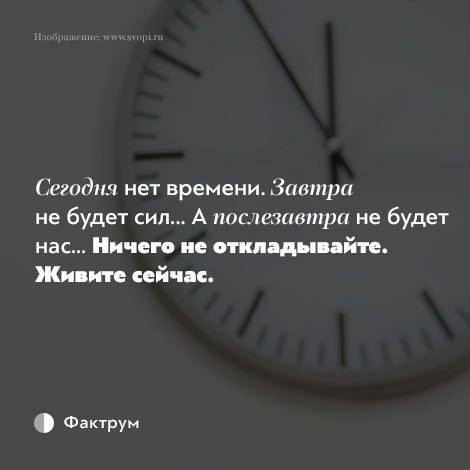 Изображение: www.svopi.ru
Сегодня нет времени. Завтра
не будет сил... А послезавтра не будет
нас... Ничего не откладывайте.
Живите сейчас.
Фактрум